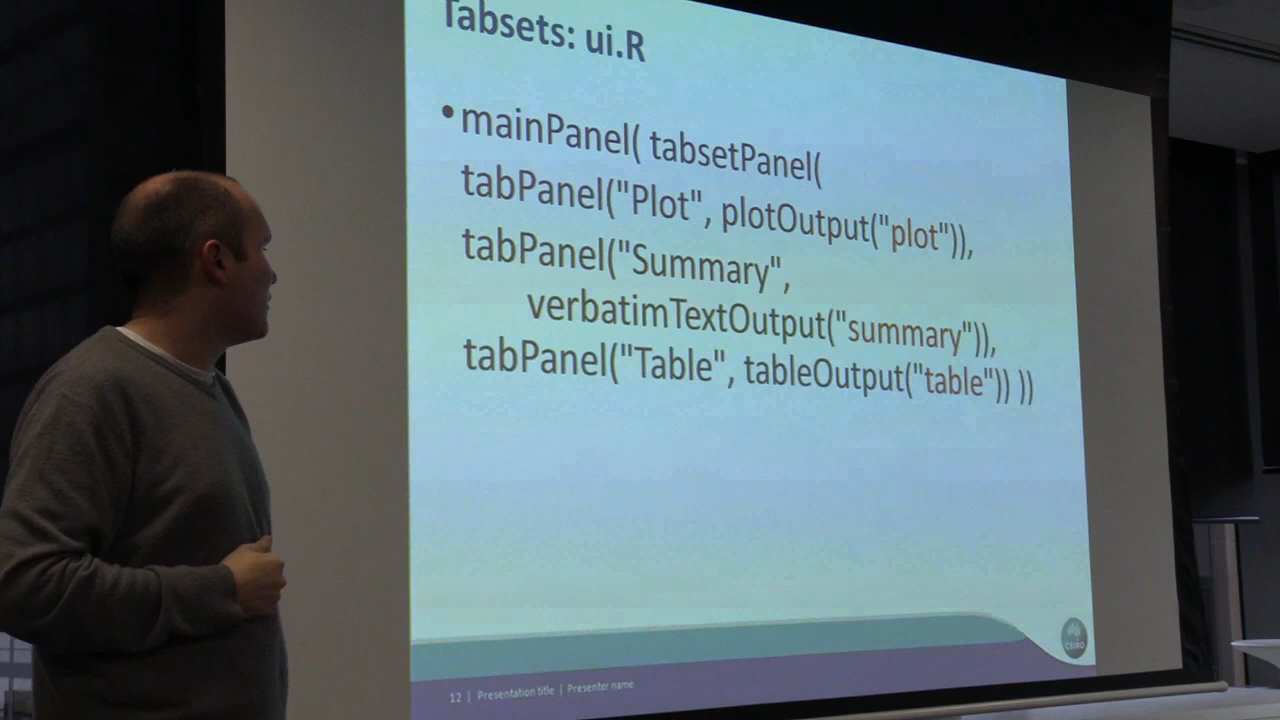 Tabsets: ui.R
•mainPanel( tabsetPanel(
tabPanel("Plot", plotOutput("plot")),
tabPanel("Summary",
verbatimTextOutput("summary")),
tabPanel("Table", tableOutput("table")) ))
CSIRO
12 | Presentation title | Presenter name